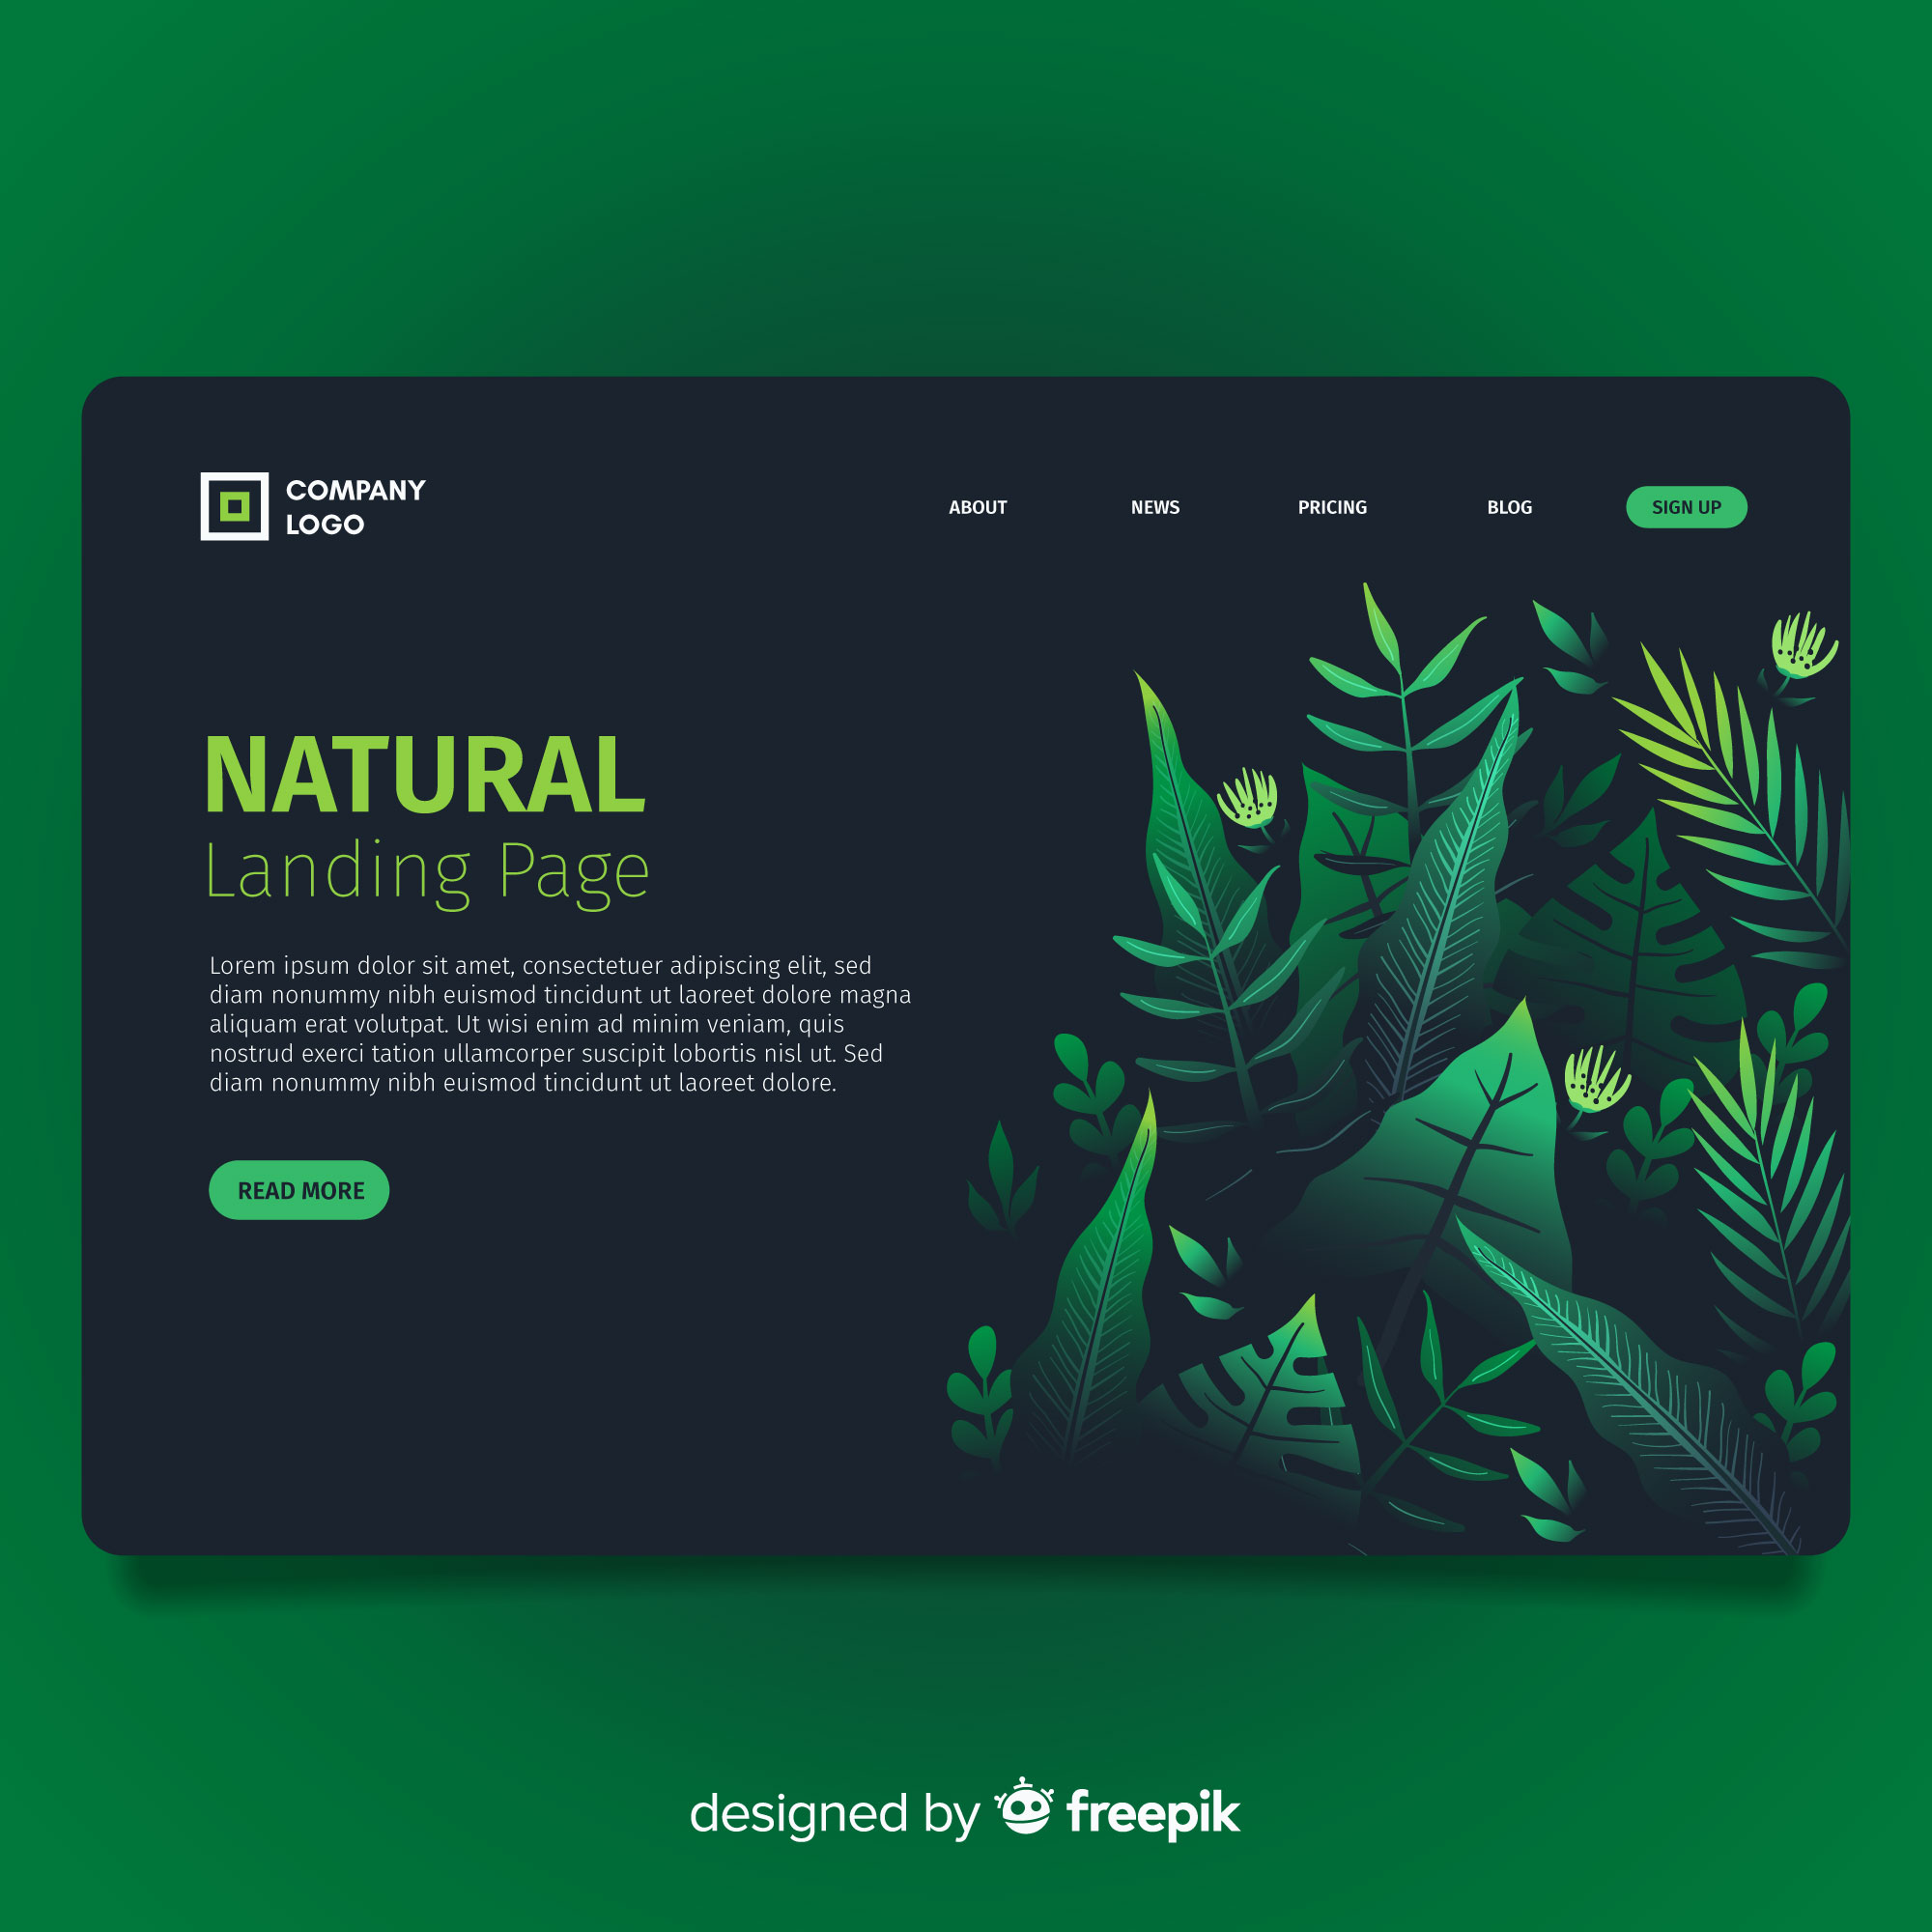 COMPANY
LOGO
ABOUT NEWS PRICING BLOG SIGN UP
NATURAL
Landing Page
Lorem ipsum dolor sit amet, consectetuer adipiscing elit, sed
diam nonummy nibh euismod tincidunt ut laoreet dolore magna
aliquam erat volutpat. Ut wisi enim ad minim veniam, quis
nostrud exerci tation ullamcorper suscipit lobortis nisl ut. Sed
diam nonummy nibh euismod tincidunt ut laoreet dolore.
READ MORE
designed by freepik